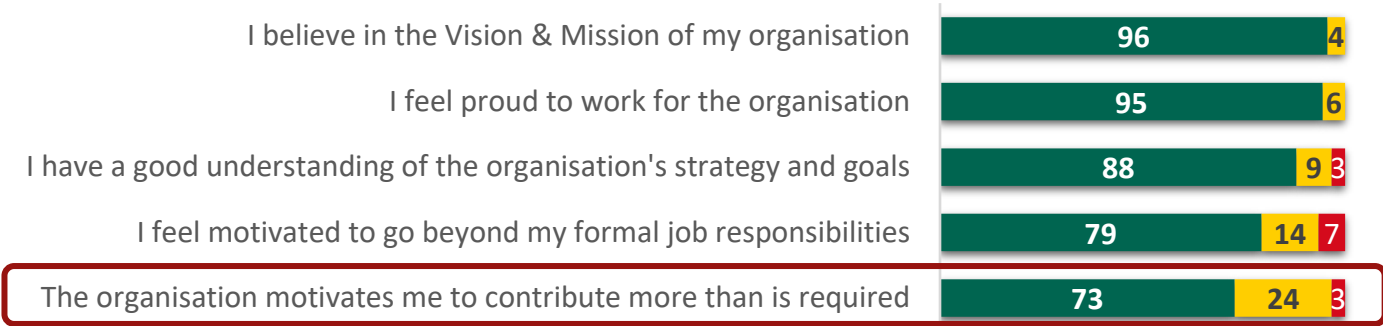 I believe in the Vision & Mission of my organisation 96 4
I feel proud to work for the organisation 95 6
I have a good understanding of the organisation's strategy and goals 88 9 3
I feel motivated to go beyond my formal job responsibilities 79 14 7
The organisation motivates me to contribute more than is required 73 24 3